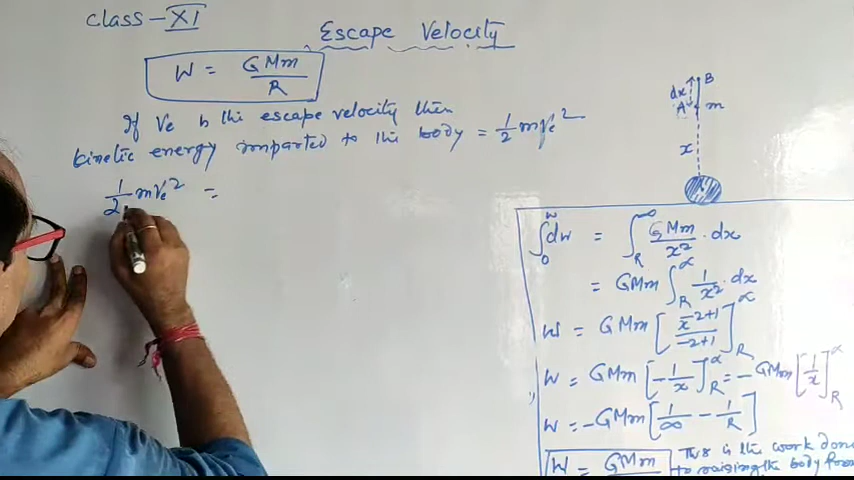 Class - XI
Escape Velocity
W = GMm/R
If Ve is the escape velocity then
kinetic energy imparted to the body = 1/2 mVe²
1/2 mVe² =
B
dx
A
m
x
∫₀^W dW = ∫_R^∞ GMm/x² . dx
= GMm ∫_R^α 1/x² . dx
W = GMm [x^(-2+1)/(-2+1)]_R^α
W = GMm [-1/x]_R^α = -GMm [1/x]_R^α
W = -GMm [1/∞ - 1/R]
W = GMm
This is the work done
to raising the body from